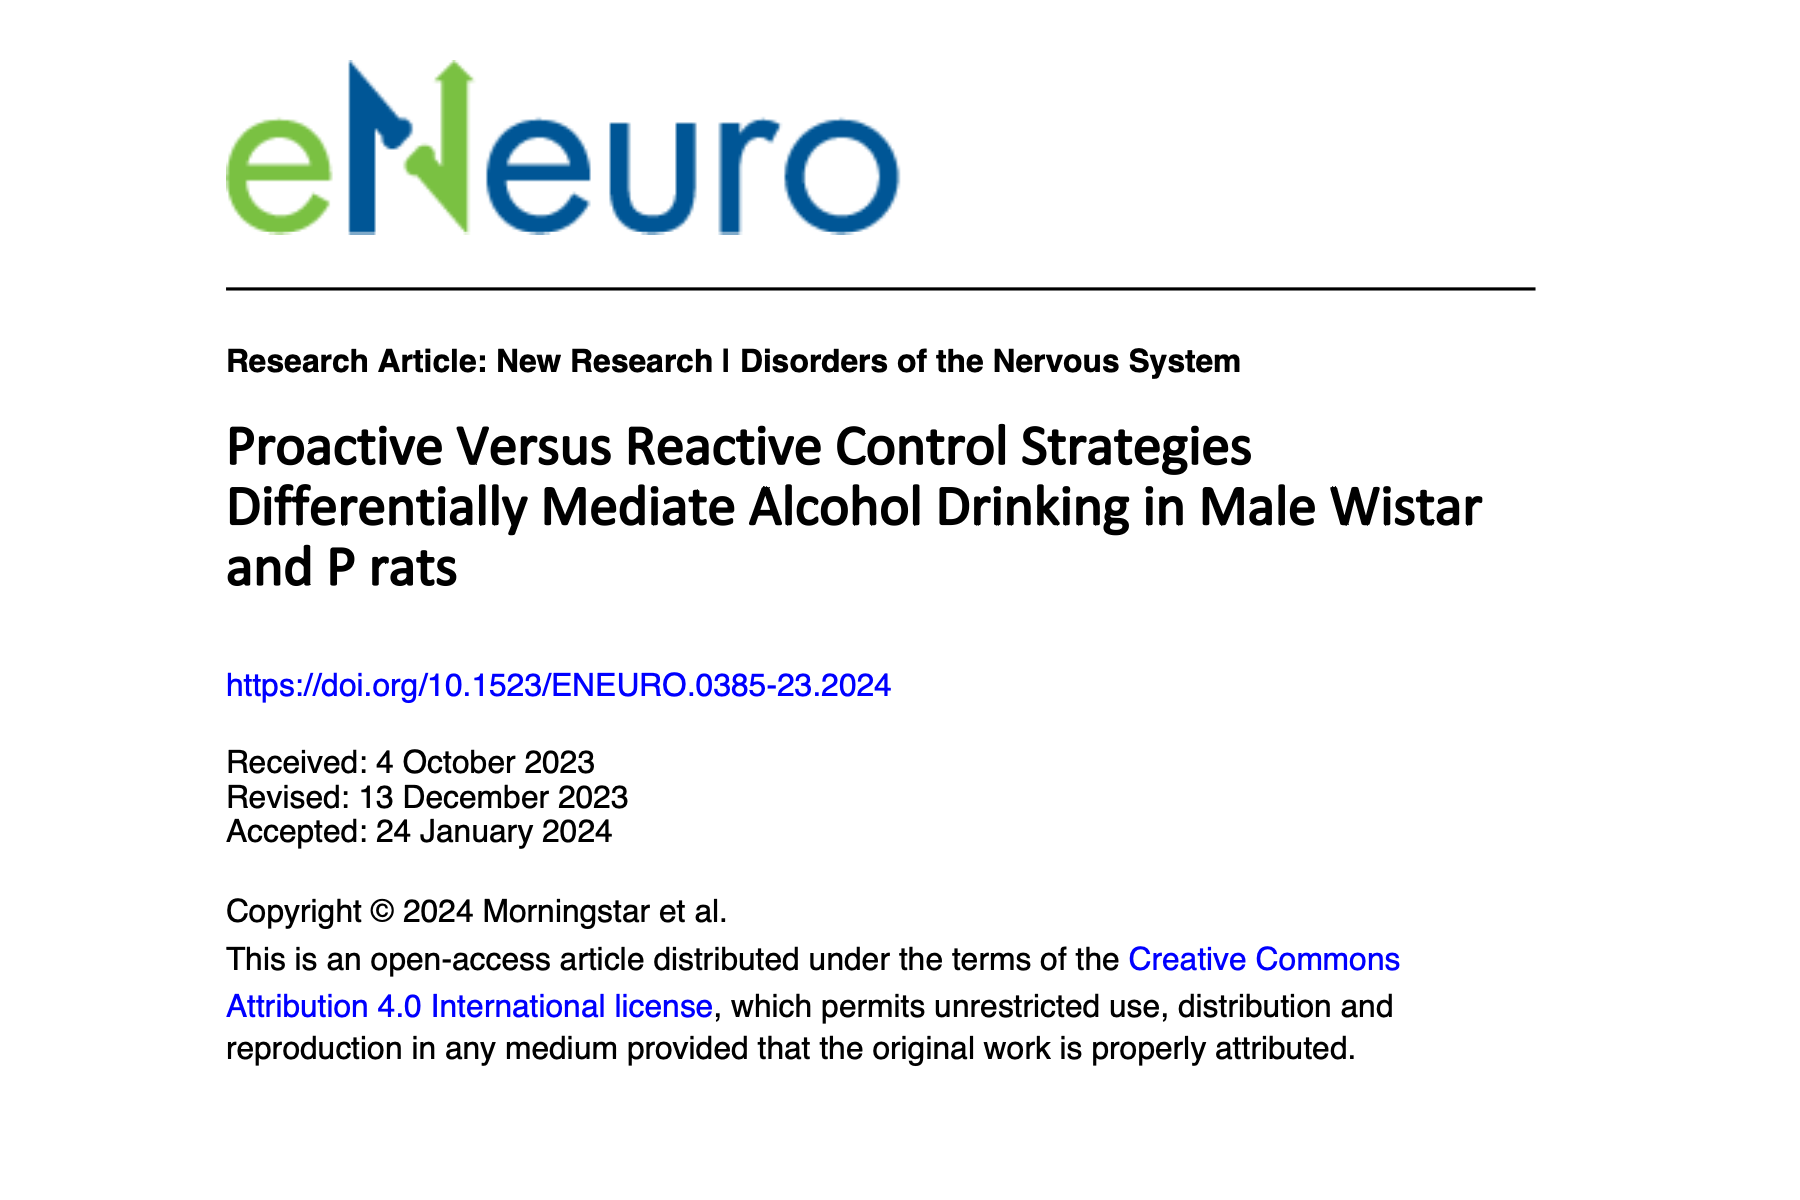 eNeuro
Research Article: New Research | Disorders of the Nervous System
Proactive Versus Reactive Control Strategies
Differentially Mediate Alcohol Drinking in Male Wistar
and P rats
https://doi.org/10.1523/ENEURO.0385-23.2024
Received: 4 October 2023
Revised: 13 December 2023
Accepted: 24 January 2024
Copyright © 2024 Morningstar et al.
This is an open-access article distributed under the terms of the Creative Commons
Attribution 4.0 International license, which permits unrestricted use, distribution and
reproduction in any medium provided that the original work is properly attributed.